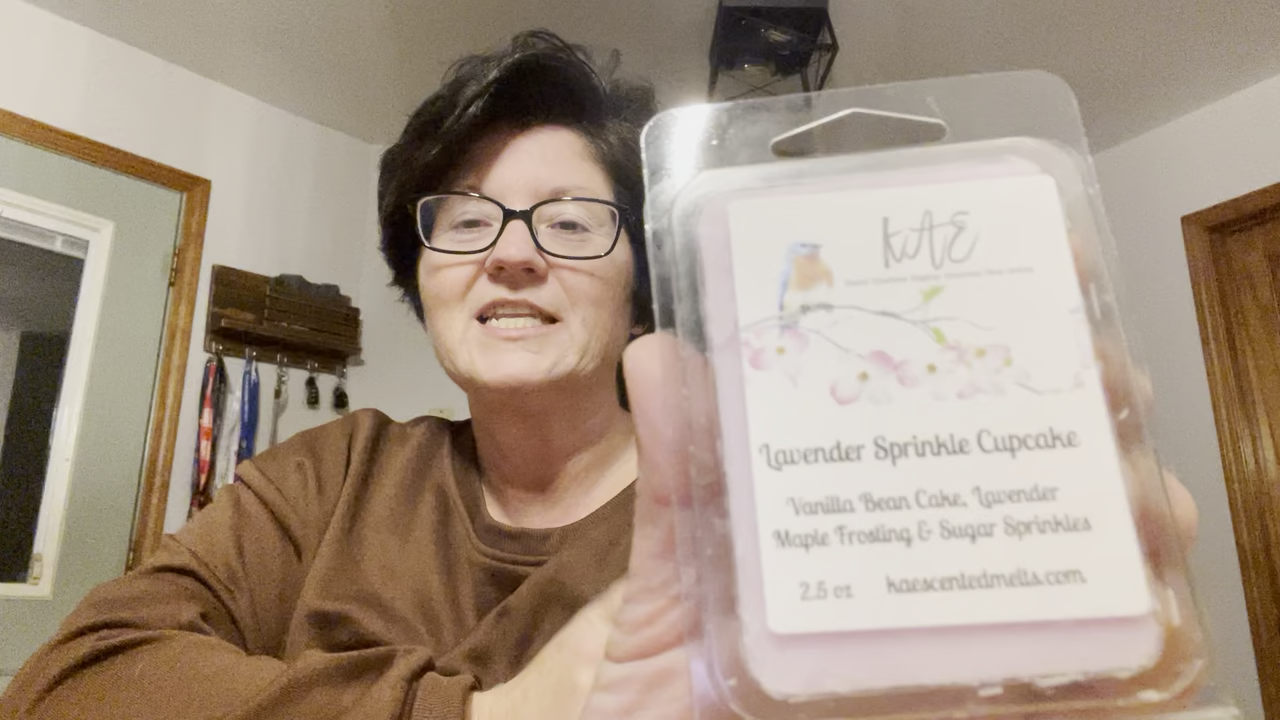 KAE
Lavender Sprinkle Cupcake
Vanilla Bean Cake, Lavender
Maple Frosting & Sugar Sprinkles
2.5 oz kaescentedmelts.com